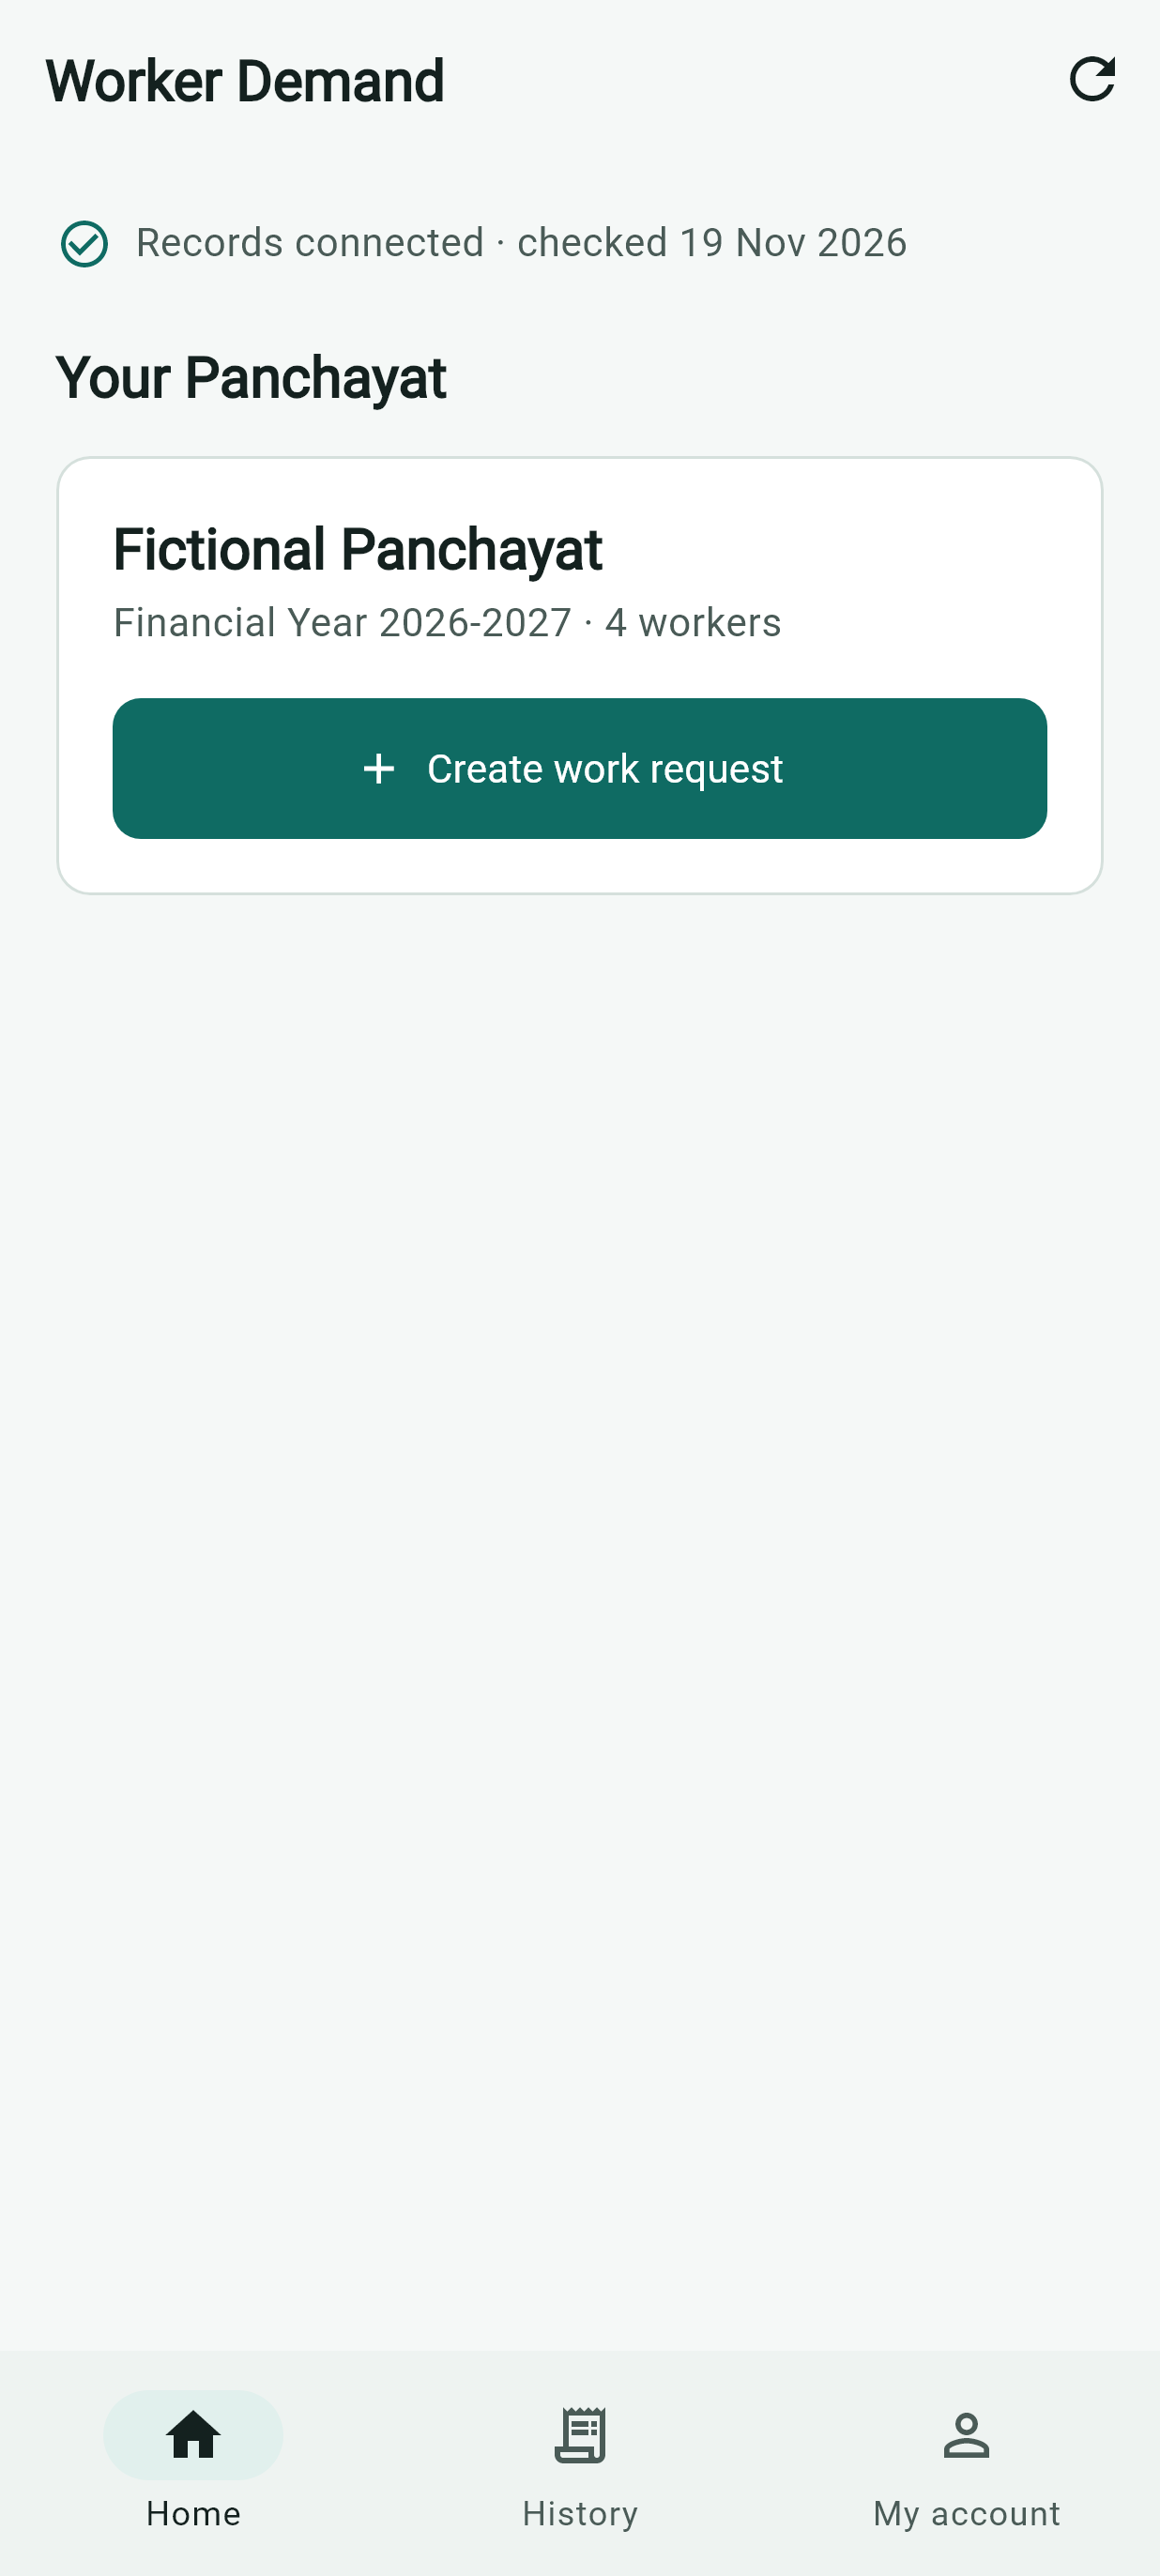 Worker Demand
Records connected · checked 19 Nov 2026
Your Panchayat
Fictional Panchayat
Financial Year 2026-2027 · 4 workers
Create work request
Home
History
My account